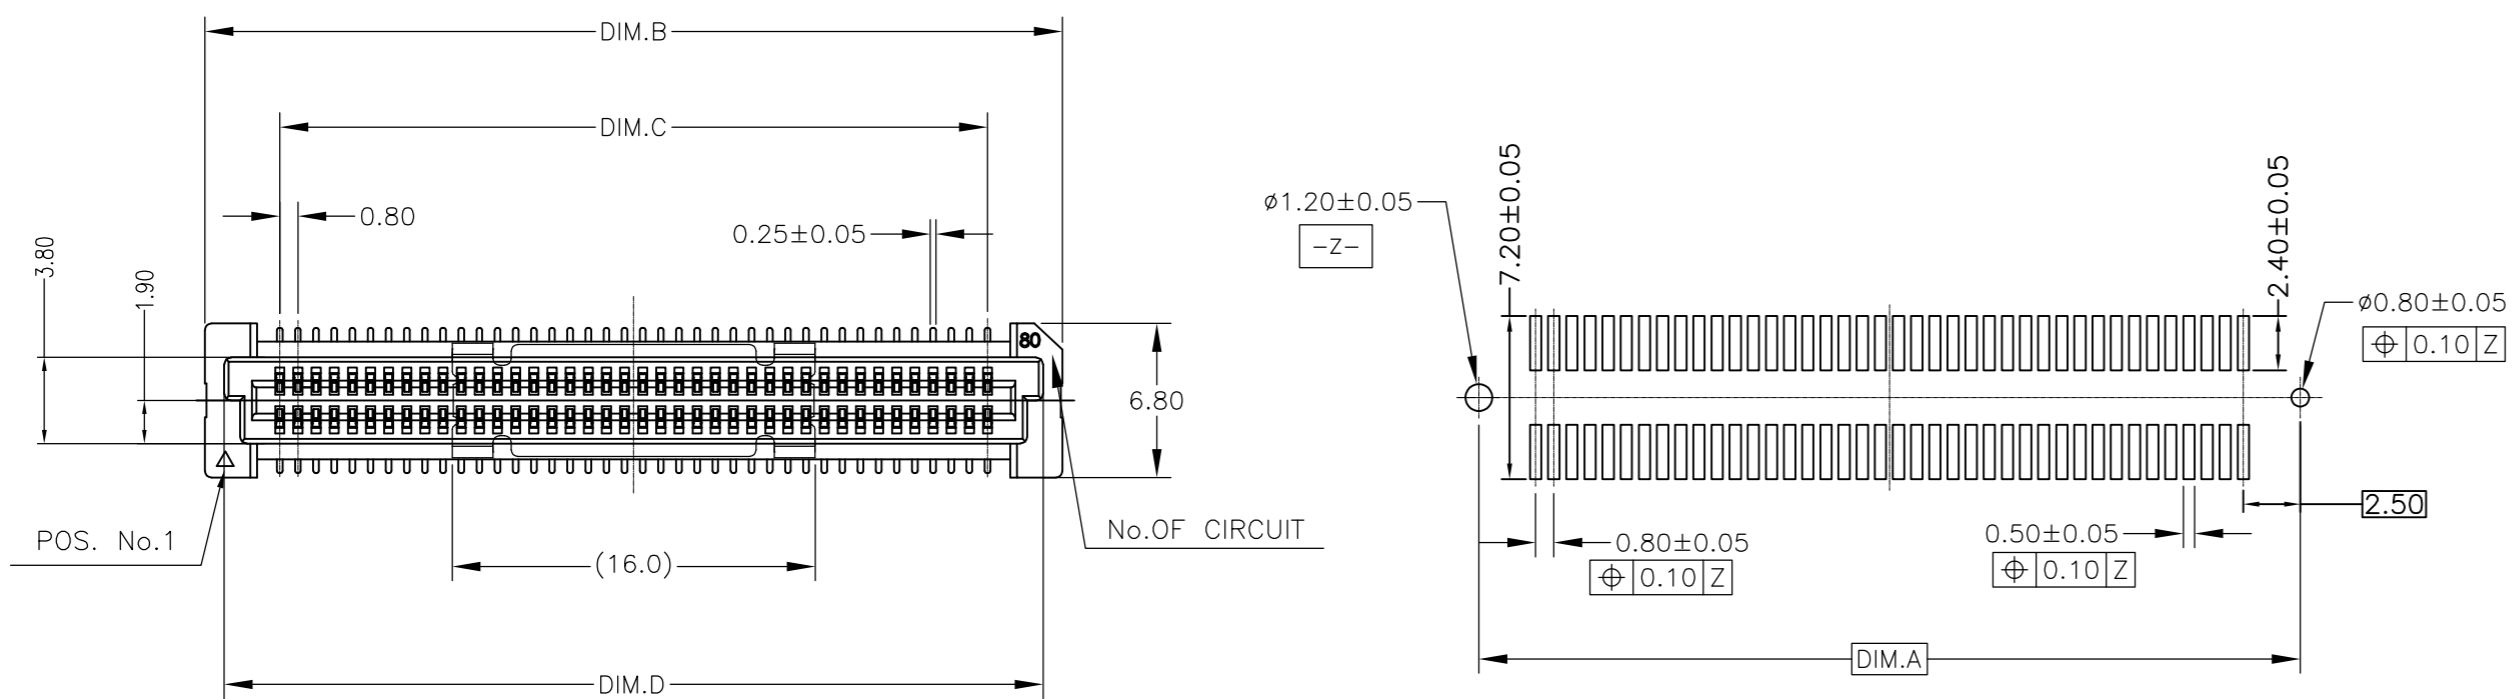 DIM.B
DIM.C
0.80
0.25±0.05
3.80
1.90
80
6.80
POS. No.1
No.OF CIRCUIT
(16.0)
DIM.D
ø1.20±0.05
-Z-
7.20±0.05
2.40±0.05
ø0.80±0.05
⌖ 0.10 Z
2.50
0.80±0.05
⌖ 0.10 Z
0.50±0.05
⌖ 0.10 Z
DIM.A